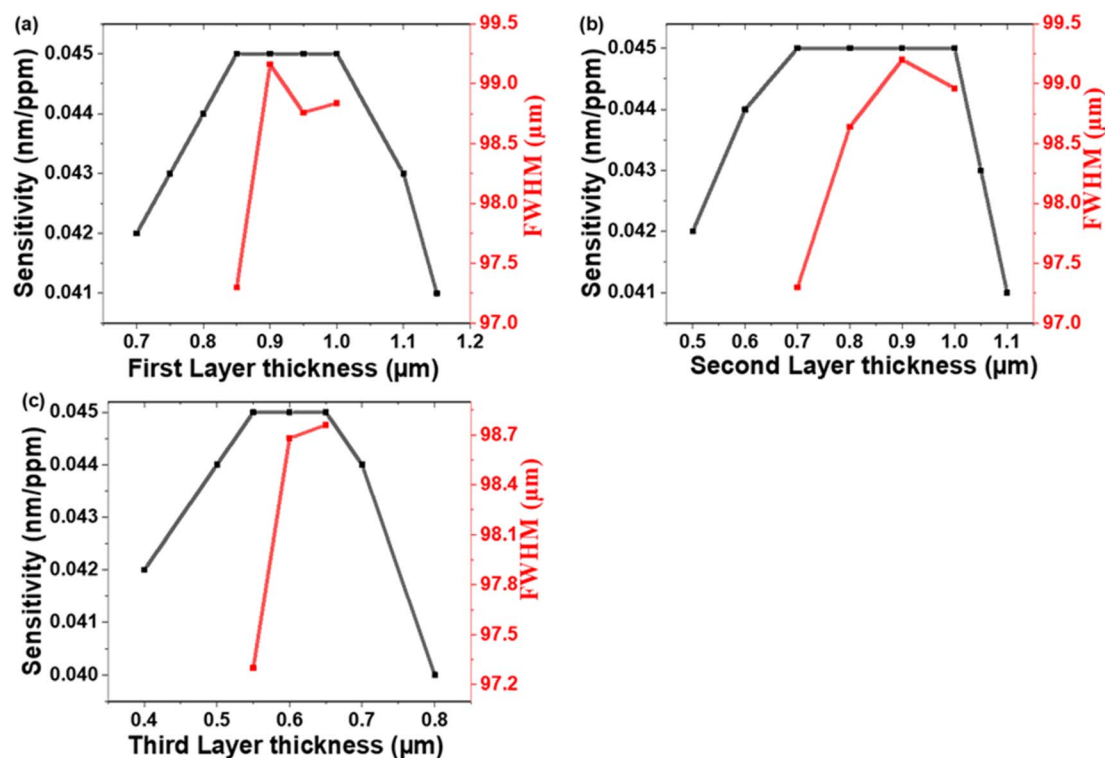 (a)
Sensitivity (nm/ppm)
0.045
0.044
0.043
0.042
0.041
0.7 0.8 0.9 1.0 1.1 1.2
First Layer thickness (µm)
99.5
99.0
98.5
98.0
97.5
97.0
FWHM (µm)
(b)
Sensitivity (nm/ppm)
0.045
0.044
0.043
0.042
0.041
0.5 0.6 0.7 0.8 0.9 1.0 1.1
Second Layer thickness (µm)
99.5
99.0
98.5
98.0
97.5
97.0
FWHM (µm)
(c)
Sensitivity (nm/ppm)
0.045
0.044
0.043
0.042
0.041
0.040
0.4 0.5 0.6 0.7 0.8
Third Layer thickness (µm)
98.7
98.4
98.1
97.8
97.5
97.2
FWHM (µm)